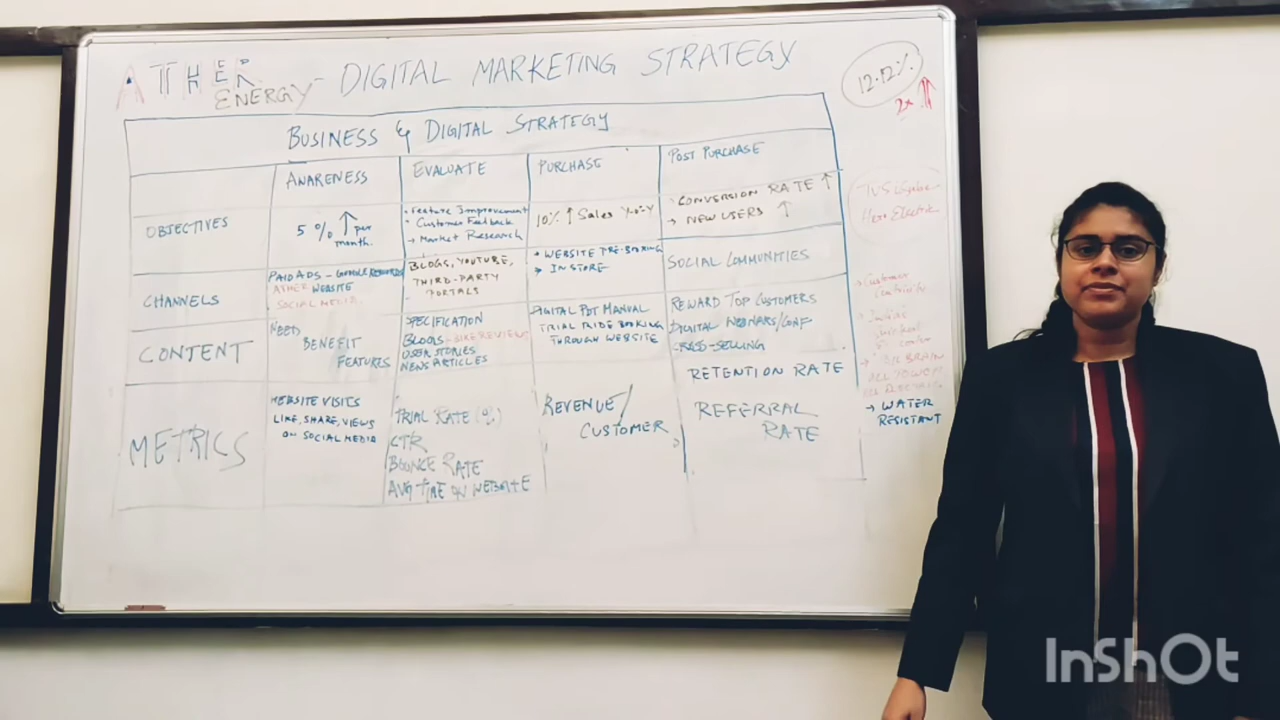 ATHER
ENERGY - DIGITAL MARKETING STRATEGY
12.12%
2x
BUSINESS & DIGITAL STRATEGY
AWARENESS
EVALUATE
PURCHASE
POST PURCHASE
OBJECTIVES
5% ↑ per
month.
• Feature Improvement
• Customer Feedback
→ Market Research
10% ↑ Sales Y-o-Y
• CONVERSION RATE ↑
→ NEW USERS ↑
CHANNELS
PAID ADS - GOOGLE
ATHER WEBSITE
SOCIAL MEDIA
BLOGS, YOUTUBE,
THIRD-PARTY
PORTALS
• WEBSITE PRE-BOOKING
→ IN STORE
SOCIAL COMMUNITIES
CONTENT
NEED
BENEFIT
FEATURES
SPECIFICATION
BLOGS - BIKE REVIEWS
USER STORIES
NEWS ARTICLES
DIGITAL PDT MANUAL
TRIAL RIDE BOOKING
THROUGH WEBSITE
REWARD TOP CUSTOMERS
DIGITAL WEBINARS/CONF
CROSS-SELLING
METRICS
WEBSITE VISITS
LIKE, SHARE, VIEWS
ON SOCIAL MEDIA
TRIAL RATE (%)
CTR
BOUNCE RATE
AVG TIME ON WEBSITE
REVENUE/
CUSTOMER
RETENTION RATE
REFERRAL
RATE
TVS
Hero Electric
→ Customer
→ WATER
RESISTANT
InShOt